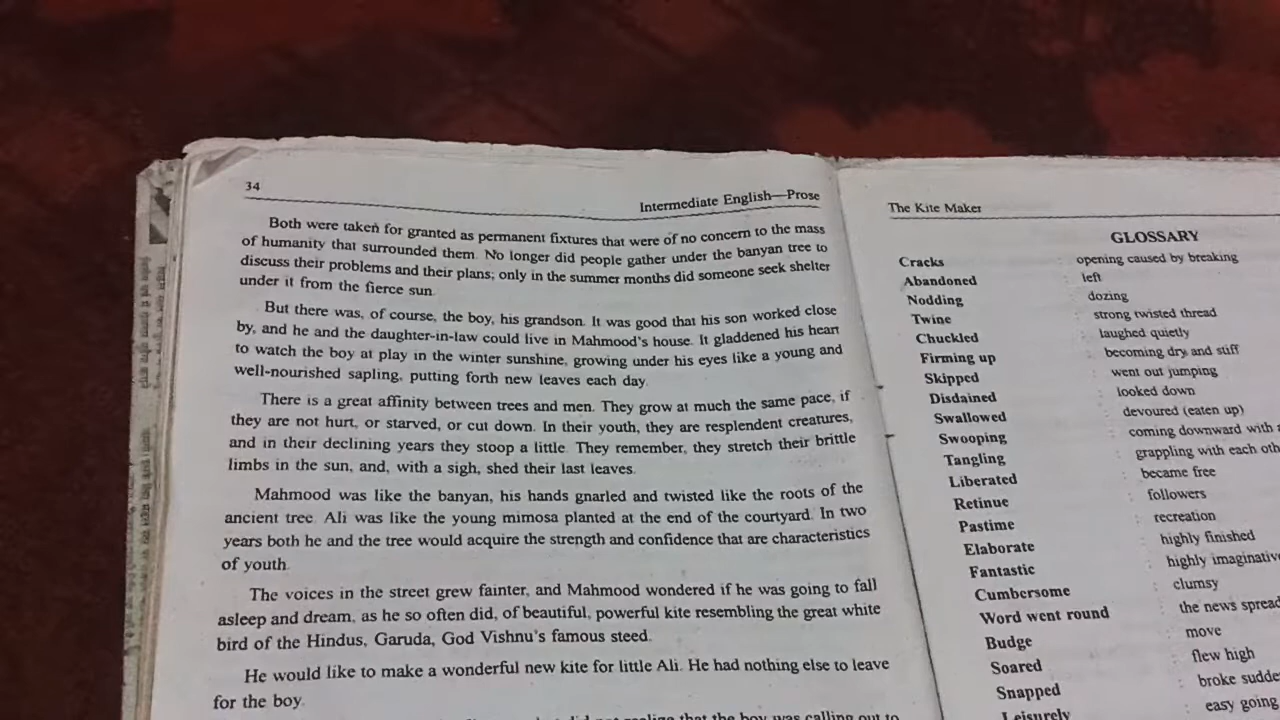 34
Intermediate English—Prose
Both were taken for granted as permanent fixtures that were of no concern to the mass
of humanity that surrounded them. No longer did people gather under the banyan tree to
discuss their problems and their plans; only in the summer months did someone seek shelter
under it from the fierce sun.
But there was, of course, the boy, his grandson. It was good that his son worked close
by, and he and the daughter-in-law could live in Mahmood's house. It gladdened his heart
to watch the boy at play in the winter sunshine, growing under his eyes like a young and
well-nourished sapling, putting forth new leaves each day.
There is a great affinity between trees and men. They grow at much the same pace, if
they are not hurt, or starved, or cut down. In their youth, they are resplendent creatures,
and in their declining years they stoop a little. They remember, they stretch their brittle
limbs in the sun, and, with a sigh, shed their last leaves.
Mahmood was like the banyan, his hands gnarled and twisted like the roots of the
ancient tree. Ali was like the young mimosa planted at the end of the courtyard. In two
years both he and the tree would acquire the strength and confidence that are characteristics
of youth.
The voices in the street grew fainter, and Mahmood wondered if he was going to fall
asleep and dream, as he so often did, of beautiful, powerful kite resembling the great white
bird of the Hindus, Garuda, God Vishnu's famous steed.
He would like to make a wonderful new kite for little Ali. He had nothing else to leave
for the boy.
that the boy was calling out to
The Kite Maker
GLOSSARY
Cracks : opening caused by breaking
Abandoned : left
Nodding : dozing
Twine : strong twisted thread
Chuckled : laughed quietly
Firming up : becoming dry and stiff
Skipped : went out jumping
Disdained : looked down
Swallowed : devoured (eaten up)
Swooping : coming downward with
Tangling : grappling with each
Liberated : became free
Retinue : followers
Pastime : recreation
Elaborate : highly finished
Fantastic : highly
Cumbersome : clumsy
Word went round : the news
Budge : move
Soared : flew high
Snapped : broke
Leisurely : easy going